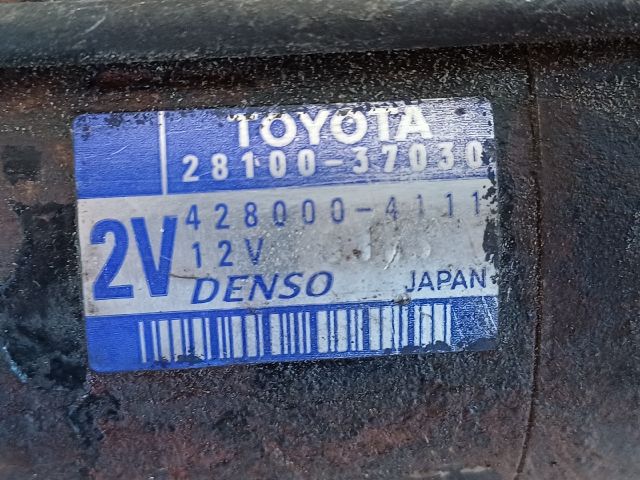 TOYOTA
28100-37030
2V
428000-4111
12V
DENSO
JAPAN